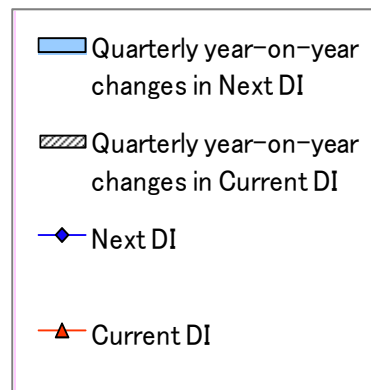 Quarterly year-on-year
changes in Next DI
Quarterly year-on-year
changes in Current DI
Next DI
Current DI